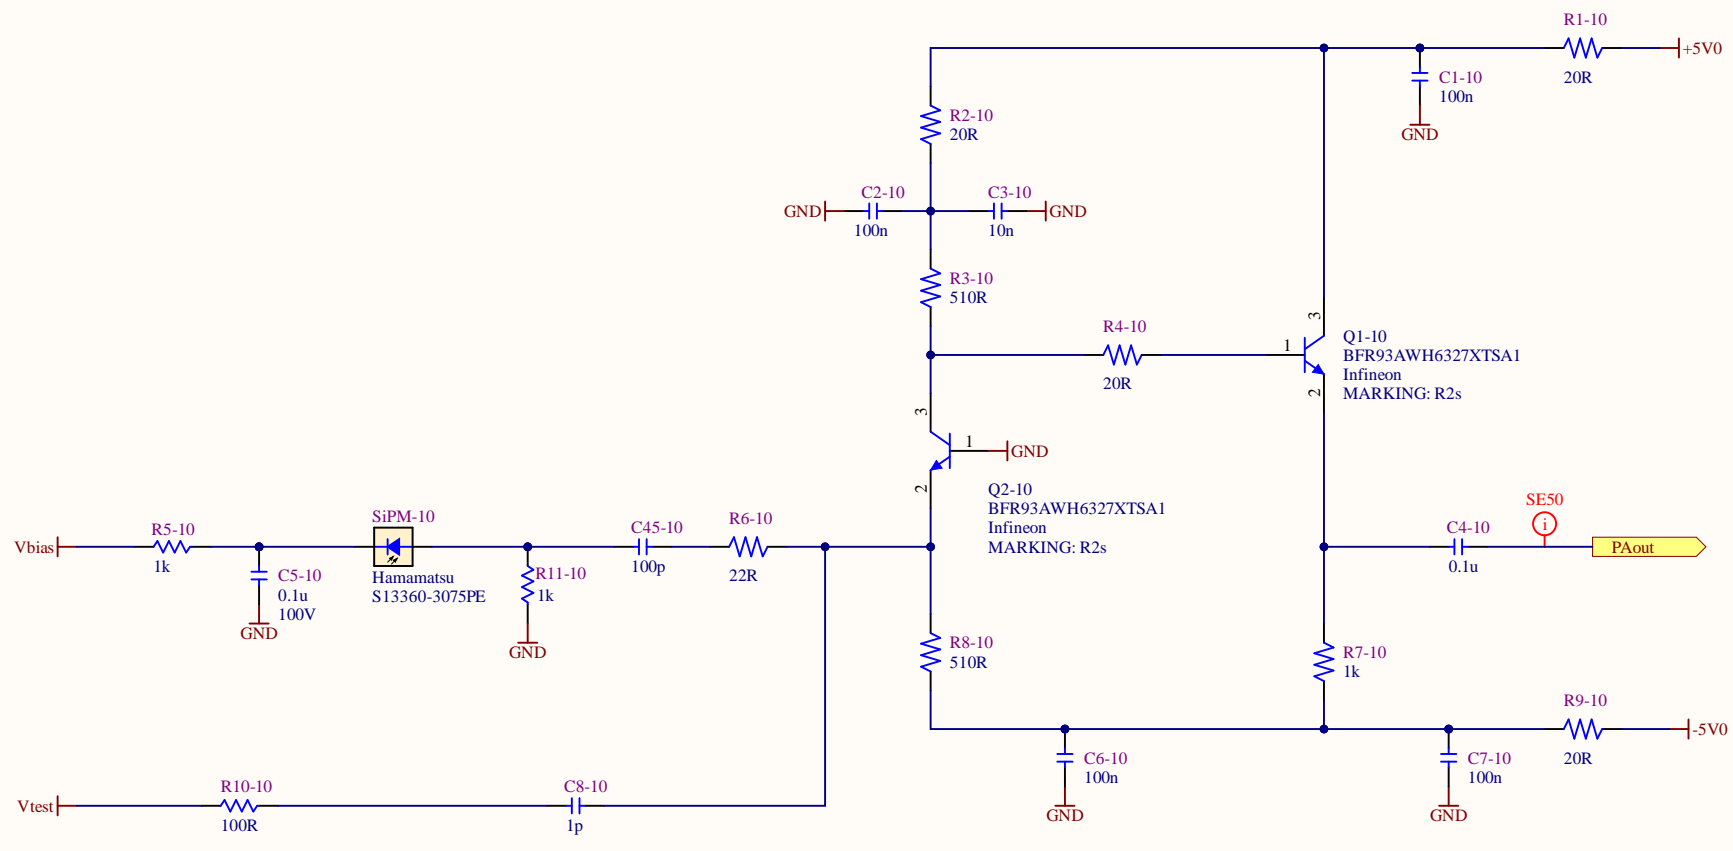 R1-10
+5V0
20R
C1-10
100n
GND
R2-10
20R
C2-10
C3-10
GND
GND
100n
10n
R3-10
510R
R4-10
20R
3
1
2
Q1-10
BFR93AWH6327XTSA1
Infineon
MARKING: R2s
3
1
2
GND
Q2-10
BFR93AWH6327XTSA1
Infineon
MARKING: R2s
Vbias
R5-10
1k
C5-10
0.1u
100V
GND
SiPM-10
Hamamatsu
S13360-3075PE
R11-10
1k
GND
C45-10
100p
R6-10
22R
SE50
i
C4-10
0.1u
PAout
R8-10
510R
R7-10
1k
R9-10
-5V0
20R
C6-10
100n
GND
C7-10
100n
GND
Vtest
R10-10
100R
C8-10
1p